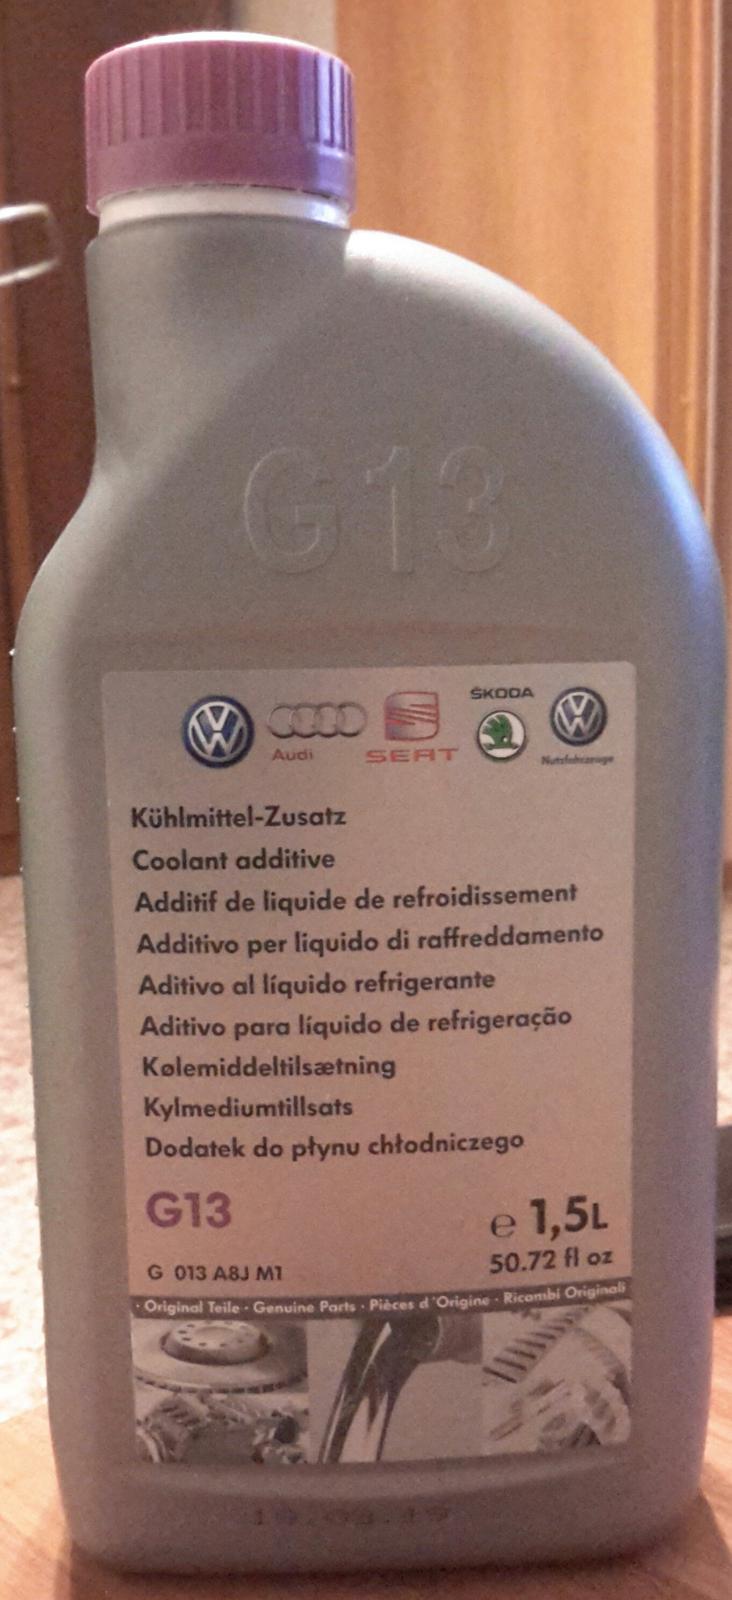 G13
ŠKODA
Audi
SEAT
Nutzfahrzeuge
Kühlmittel-Zusatz
Coolant additive
Additif de liquide de refroidissement
Additivo per liquido di raffreddamento
Aditivo al líquido refrigerante
Aditivo para líquido de refrigeração
Kølemiddeltilsætning
Kylmediumtillsats
Dodatek do płynu chłodniczego
G13
e 1,5L
50.72 fl oz
G 013 A8J M1
· Original Teile · Genuine Parts · Pièces d'Origine · Ricambi Originali